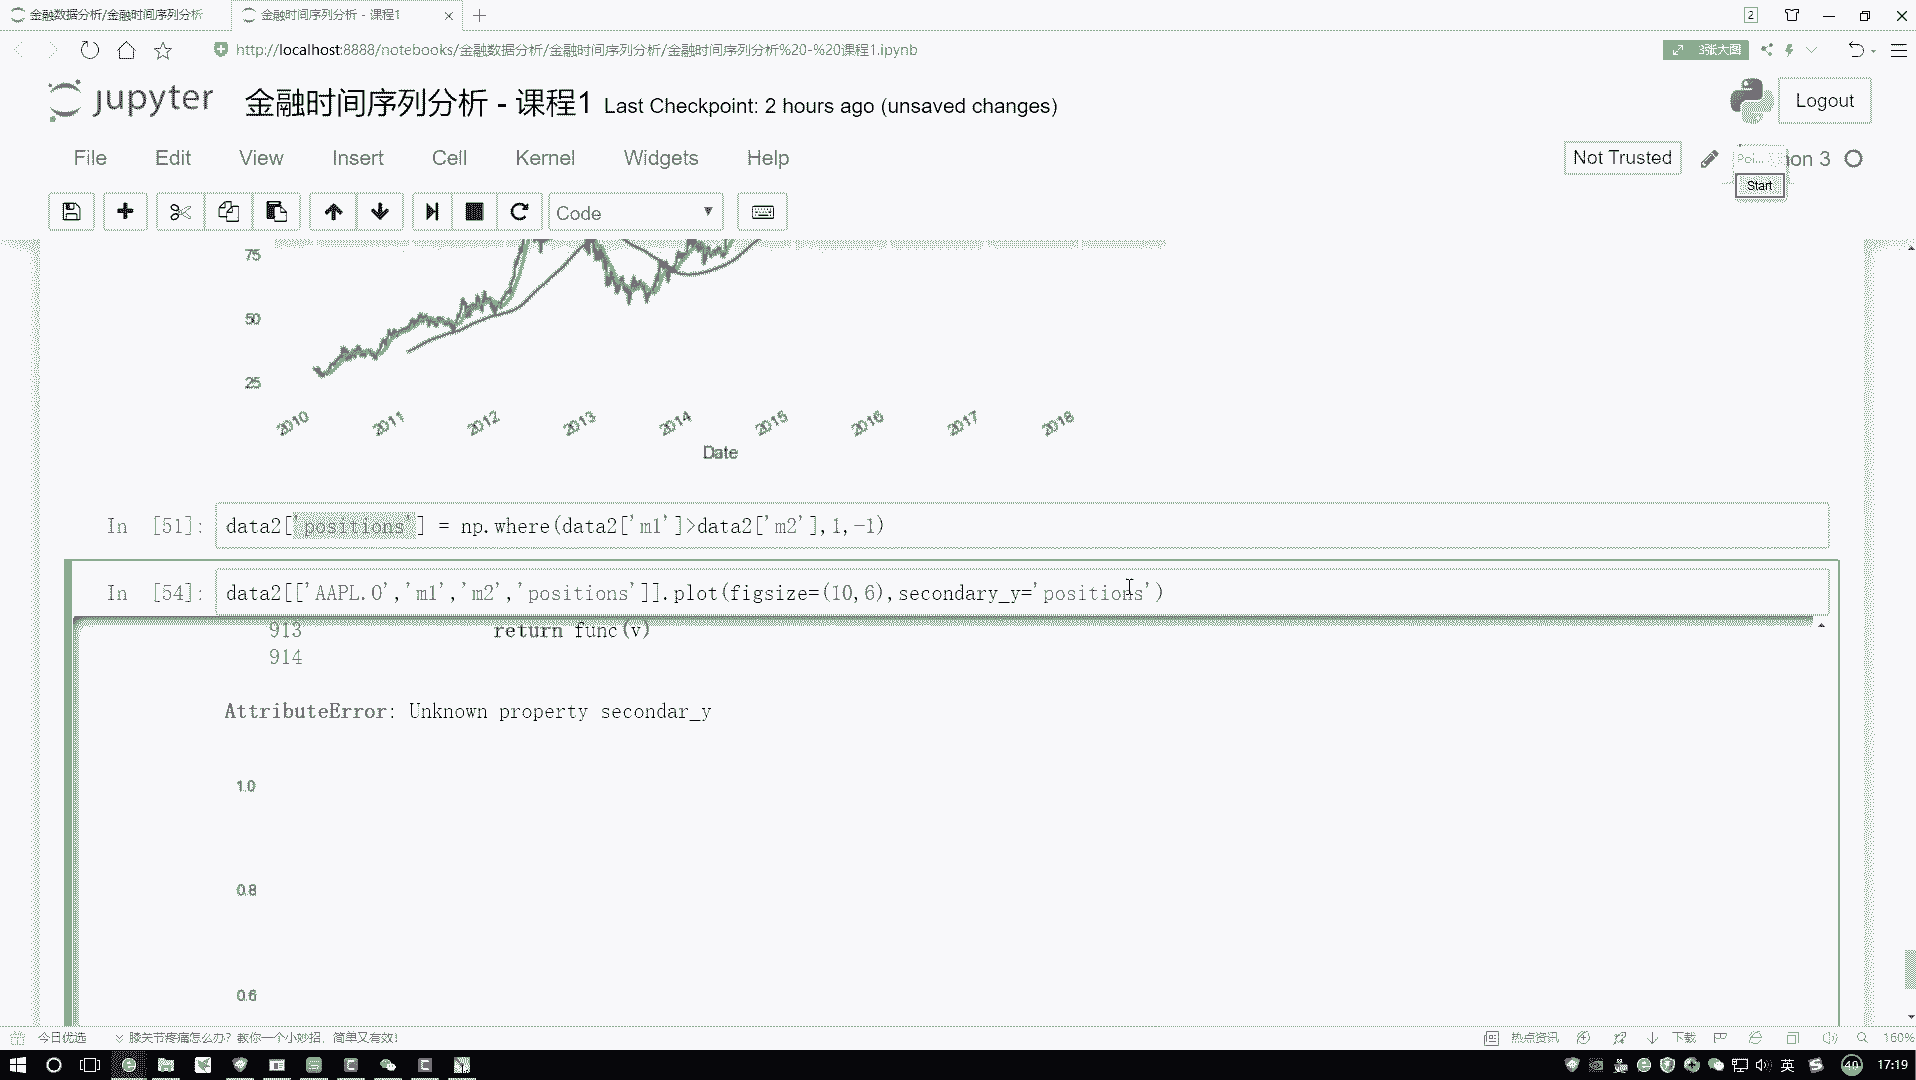 金融数据分析/金融时间序列分析
金融时间序列分析 - 课程1
2
http://localhost:8888/notebooks/金融数据分析/金融时间序列分析/金融时间序列分析%20-%20课程1.ipynb
3张大图
jupyter
金融时间序列分析 - 课程1 Last Checkpoint: 2 hours ago (unsaved changes)
Logout
File Edit View Insert Cell Kernel Widgets Help
Not Trusted
Poi...
on 3
Start
Code
75
50
25
2010 2011 2012 2013 2014 2015 2016 2017 2018
Date
In [51]: data2['positions'] = np.where(data2['m1']>data2['m2'],1,-1)
In [54]: data2[['AAPL.O','m1','m2','positions']].plot(figsize=(10,6),secondary_y='positions')
913 return func(v)
914
AttributeError: Unknown property secondar_y
1.0
0.8
0.6
今日优选
膝关节疼痛怎么办? 教你一个小妙招, 简单又有效!
热点资讯
下载
160%
英
40
17:19